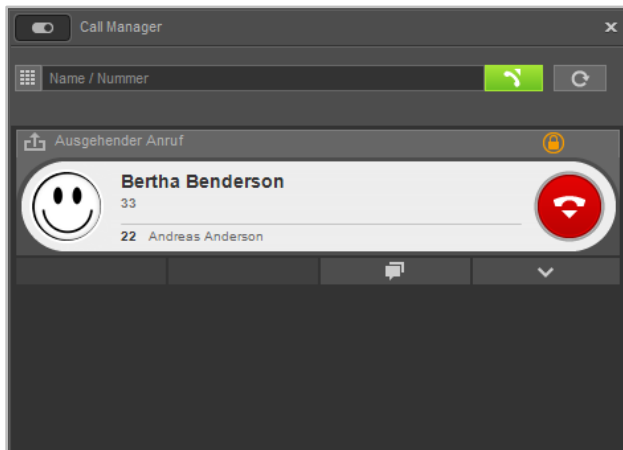 Call Manager
Name / Nummer
Ausgehender Anruf
Bertha Benderson
33
22 Andreas Anderson